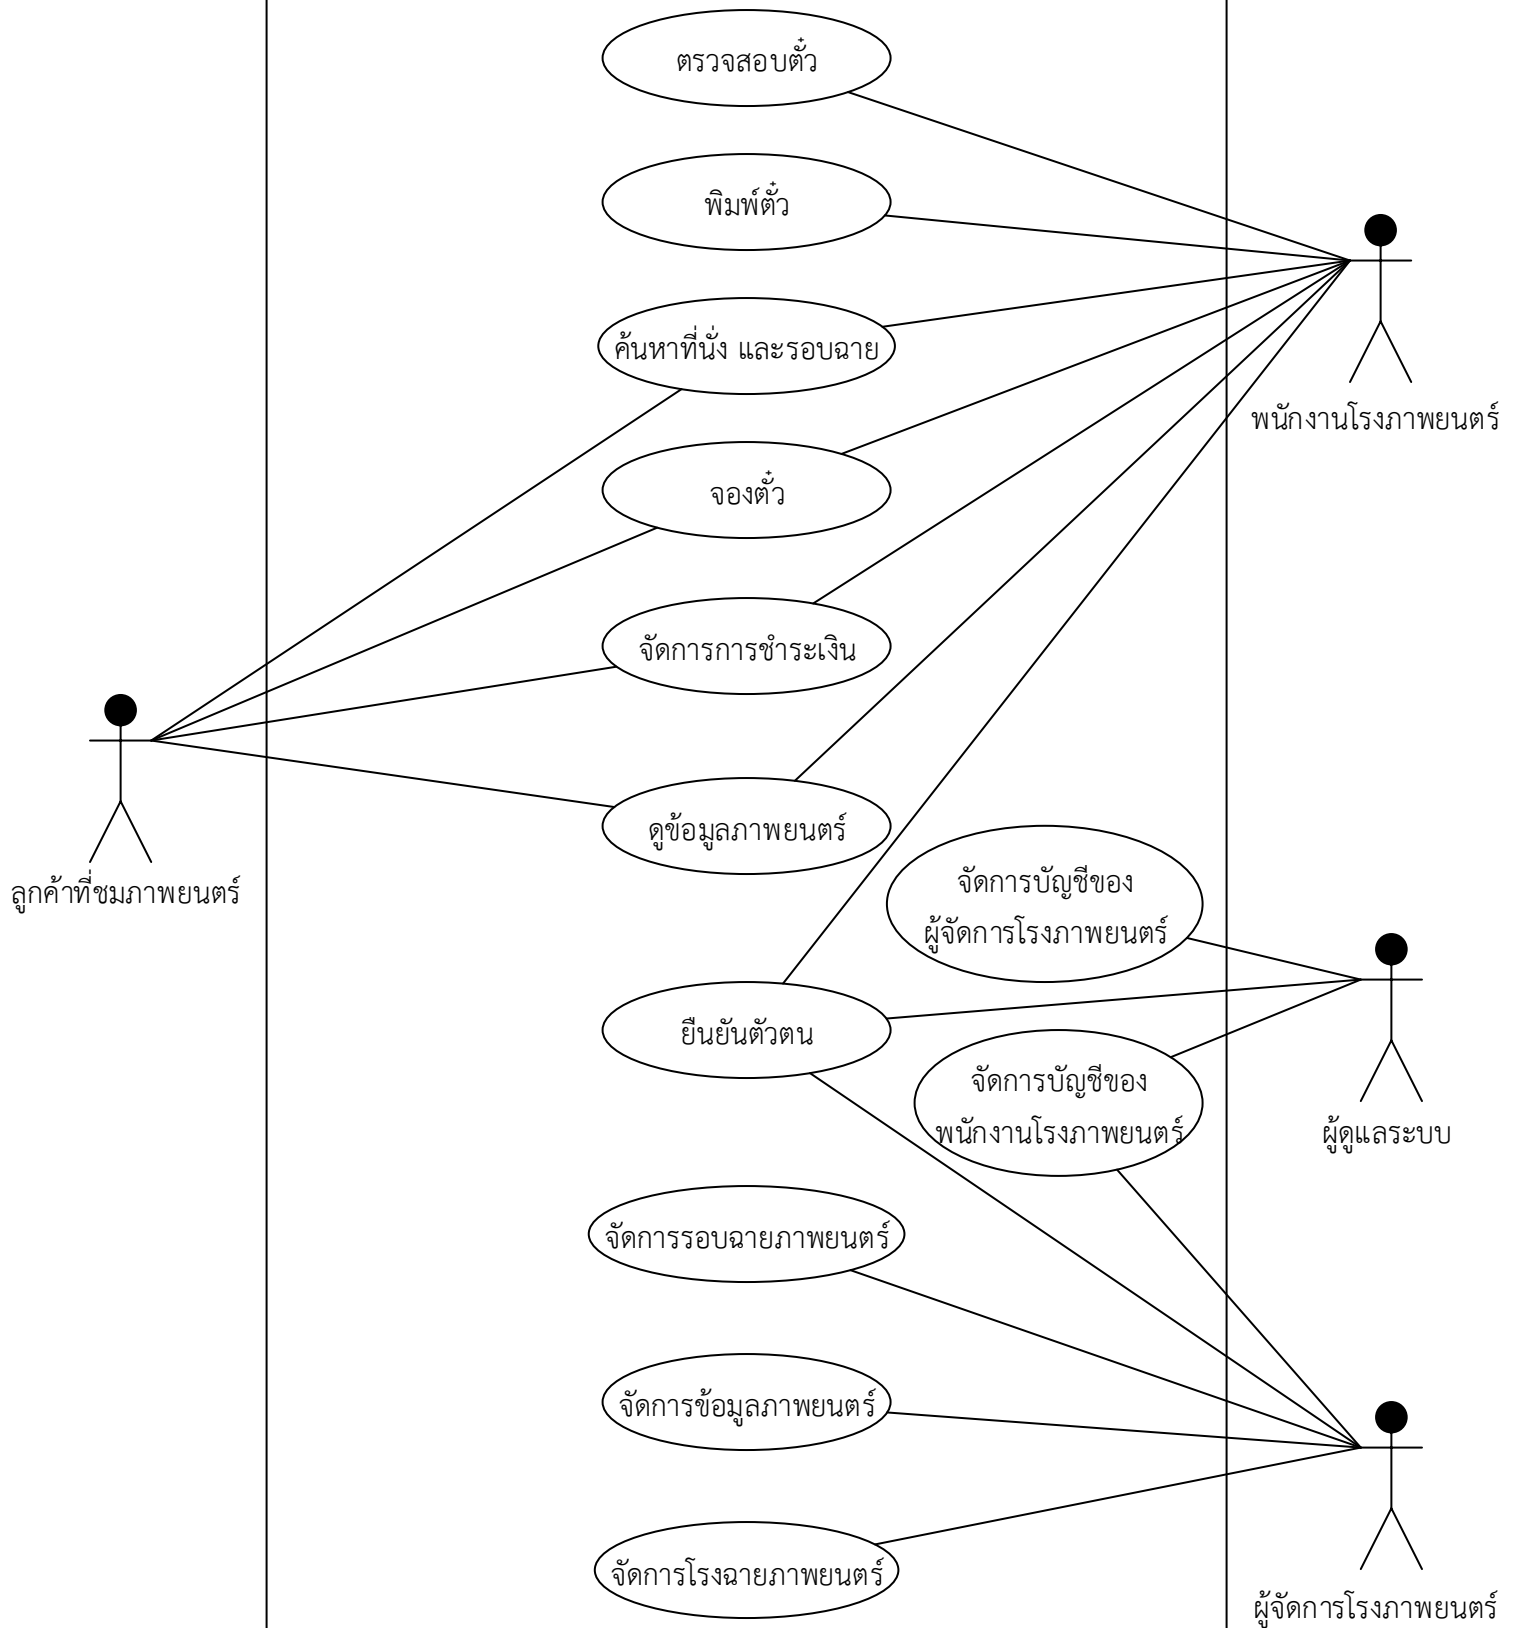 ตรวจสอบตั๋ว
พิมพ์ตั๋ว
ค้นหาที่นั่ง และรอบฉาย
พนักงานโรงภาพยนตร์
จองตั๋ว
จัดการการชำระเงิน
ดูข้อมูลภาพยนตร์
ลูกค้าที่ชมภาพยนตร์
จัดการบัญชีของ
ผู้จัดการโรงภาพยนตร์
ยืนยันตัวตน
จัดการบัญชีของ
พนักงานโรงภาพยนตร์
ผู้ดูแลระบบ
จัดการรอบฉายภาพยนตร์
จัดการข้อมูลภาพยนตร์
จัดการโรงฉายภาพยนตร์
ผู้จัดการโรงภาพยนตร์